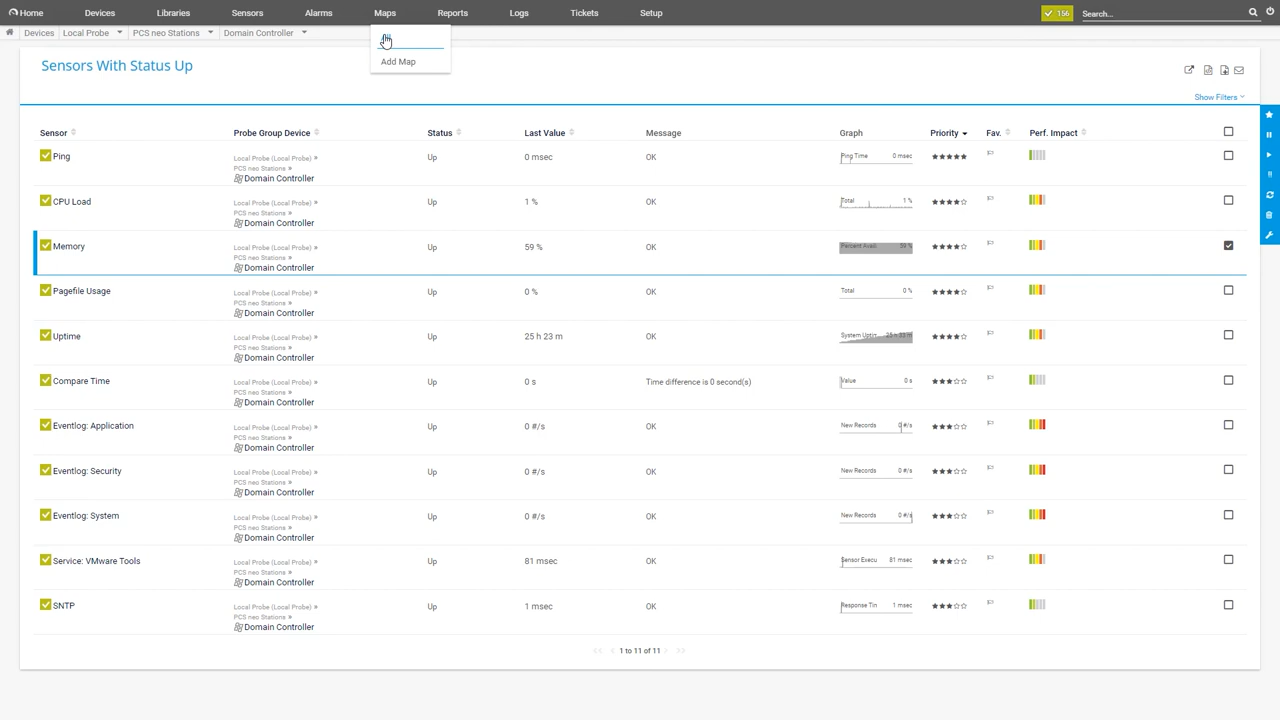 Home Devices Libraries Sensors Alarms Maps Reports Logs Tickets Setup 156 Search...
Devices Local Probe PCS neo Stations Domain Controller
Add Map
Sensors With Status Up
Show Filters
Sensor Probe Group Device Status Last Value Message Graph Priority Fav. Perf. Impact
Ping Local Probe (Local Probe) » Up 0 msec OK Ping Time 0 msec
PCS neo Stations »
Domain Controller
CPU Load Local Probe (Local Probe) » Up 1 % OK Total 1 %
PCS neo Stations »
Domain Controller
Memory Local Probe (Local Probe) » Up 59 % OK Percent Avail 59 %
PCS neo Stations »
Domain Controller
Pagefile Usage Local Probe (Local Probe) » Up 0 % OK Total 0 %
PCS neo Stations »
Domain Controller
Uptime Local Probe (Local Probe) » Up 25 h 23 m OK System Uptim 25 h 23 m
PCS neo Stations »
Domain Controller
Compare Time Local Probe (Local Probe) » Up 0 s Time difference is 0 second(s) Value 0 s
PCS neo Stations »
Domain Controller
Eventlog: Application Local Probe (Local Probe) » Up 0 #/s OK New Records 0 #/s
PCS neo Stations »
Domain Controller
Eventlog: Security Local Probe (Local Probe) » Up 0 #/s OK New Records 0 #/s
PCS neo Stations »
Domain Controller
Eventlog: System Local Probe (Local Probe) » Up 0 #/s OK New Records 0 #/s
PCS neo Stations »
Domain Controller
Service: VMware Tools Local Probe (Local Probe) » Up 81 msec OK Sensor Execu 81 msec
PCS neo Stations »
Domain Controller
SNTP Local Probe (Local Probe) » Up 1 msec OK Response Tin 1 msec
PCS neo Stations »
Domain Controller
<< < 1 to 11 of 11 > >>